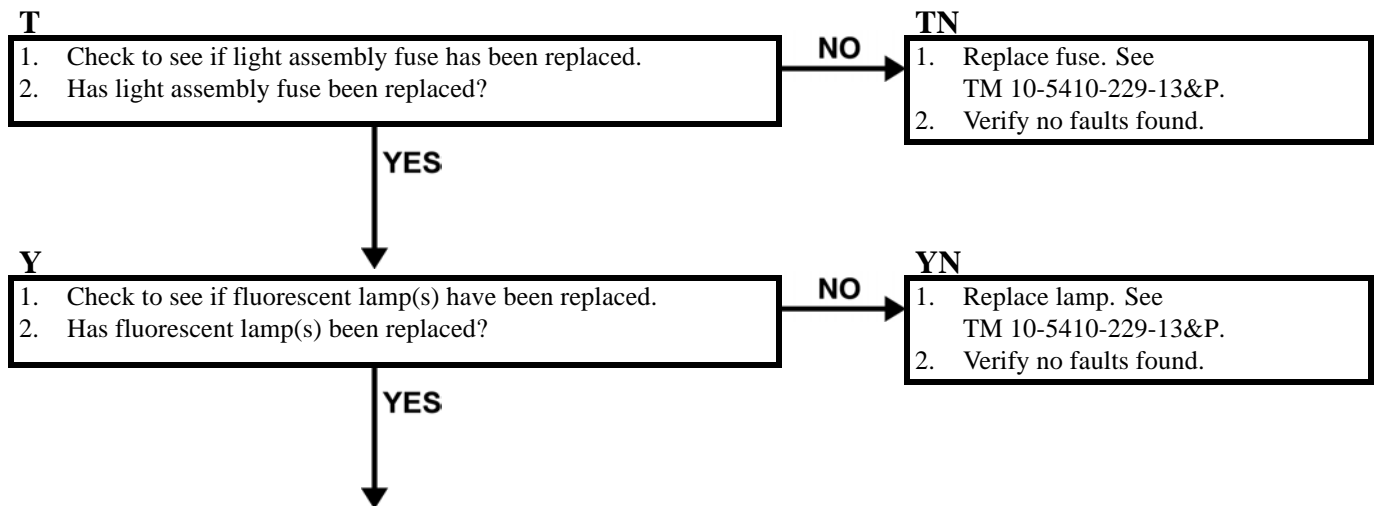 T
1. Check to see if light assembly fuse has been replaced.
2. Has light assembly fuse been replaced?
NO
TN
1. Replace fuse. See
TM 10-5410-229-13&P.
2. Verify no faults found.
YES
Y
1. Check to see if fluorescent lamp(s) have been replaced.
2. Has fluorescent lamp(s) been replaced?
NO
YN
1. Replace lamp. See
TM 10-5410-229-13&P.
2. Verify no faults found.
YES